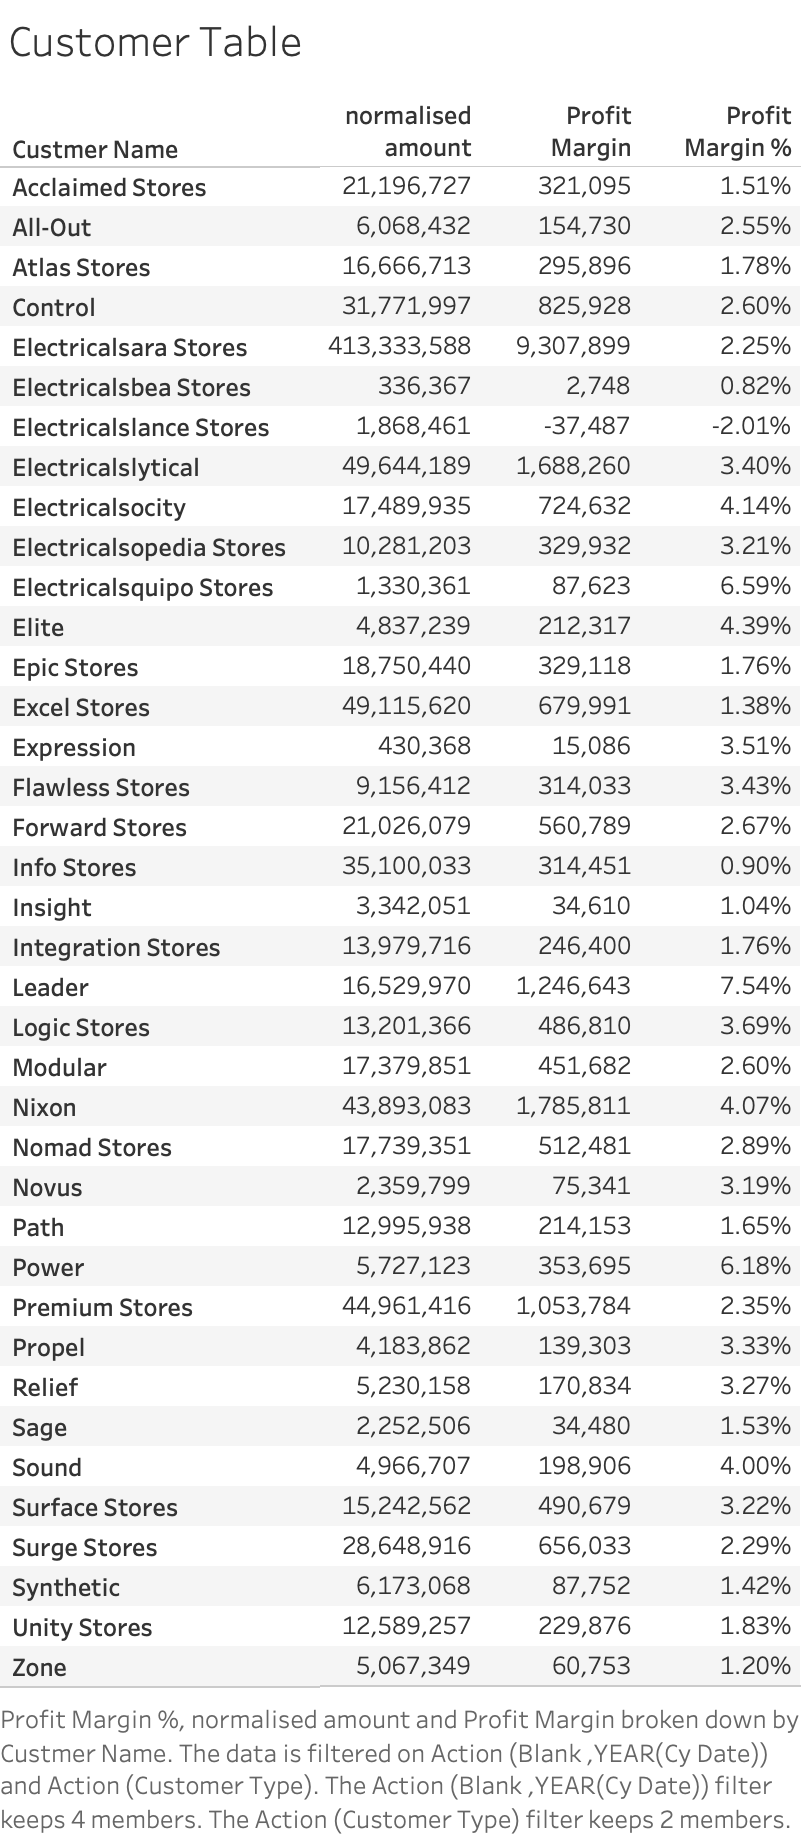 Customer Table
normalised Profit Profit
Custmer Name amount Margin Margin %
Acclaimed Stores 21,196,727 321,095 1.51%
All-Out 6,068,432 154,730 2.55%
Atlas Stores 16,666,713 295,896 1.78%
Control 31,771,997 825,928 2.60%
Electricalsara Stores 413,333,588 9,307,899 2.25%
Electricalsbea Stores 336,367 2,748 0.82%
Electricalslance Stores 1,868,461 -37,487 -2.01%
Electricalslytical 49,644,189 1,688,260 3.40%
Electricalsocity 17,489,935 724,632 4.14%
Electricalsopedia Stores 10,281,203 329,932 3.21%
Electricalsquipo Stores 1,330,361 87,623 6.59%
Elite 4,837,239 212,317 4.39%
Epic Stores 18,750,440 329,118 1.76%
Excel Stores 49,115,620 679,991 1.38%
Expression 430,368 15,086 3.51%
Flawless Stores 9,156,412 314,033 3.43%
Forward Stores 21,026,079 560,789 2.67%
Info Stores 35,100,033 314,451 0.90%
Insight 3,342,051 34,610 1.04%
Integration Stores 13,979,716 246,400 1.76%
Leader 16,529,970 1,246,643 7.54%
Logic Stores 13,201,366 486,810 3.69%
Modular 17,379,851 451,682 2.60%
Nixon 43,893,083 1,785,811 4.07%
Nomad Stores 17,739,351 512,481 2.89%
Novus 2,359,799 75,341 3.19%
Path 12,995,938 214,153 1.65%
Power 5,727,123 353,695 6.18%
Premium Stores 44,961,416 1,053,784 2.35%
Propel 4,183,862 139,303 3.33%
Relief 5,230,158 170,834 3.27%
Sage 2,252,506 34,480 1.53%
Sound 4,966,707 198,906 4.00%
Surface Stores 15,242,562 490,679 3.22%
Surge Stores 28,648,916 656,033 2.29%
Synthetic 6,173,068 87,752 1.42%
Unity Stores 12,589,257 229,876 1.83%
Zone 5,067,349 60,753 1.20%
Profit Margin %, normalised amount and Profit Margin broken down by
Custmer Name. The data is filtered on Action (Blank ,YEAR(Cy Date))
and Action (Customer Type). The Action (Blank ,YEAR(Cy Date)) filter
keeps 4 members. The Action (Customer Type) filter keeps 2 members.